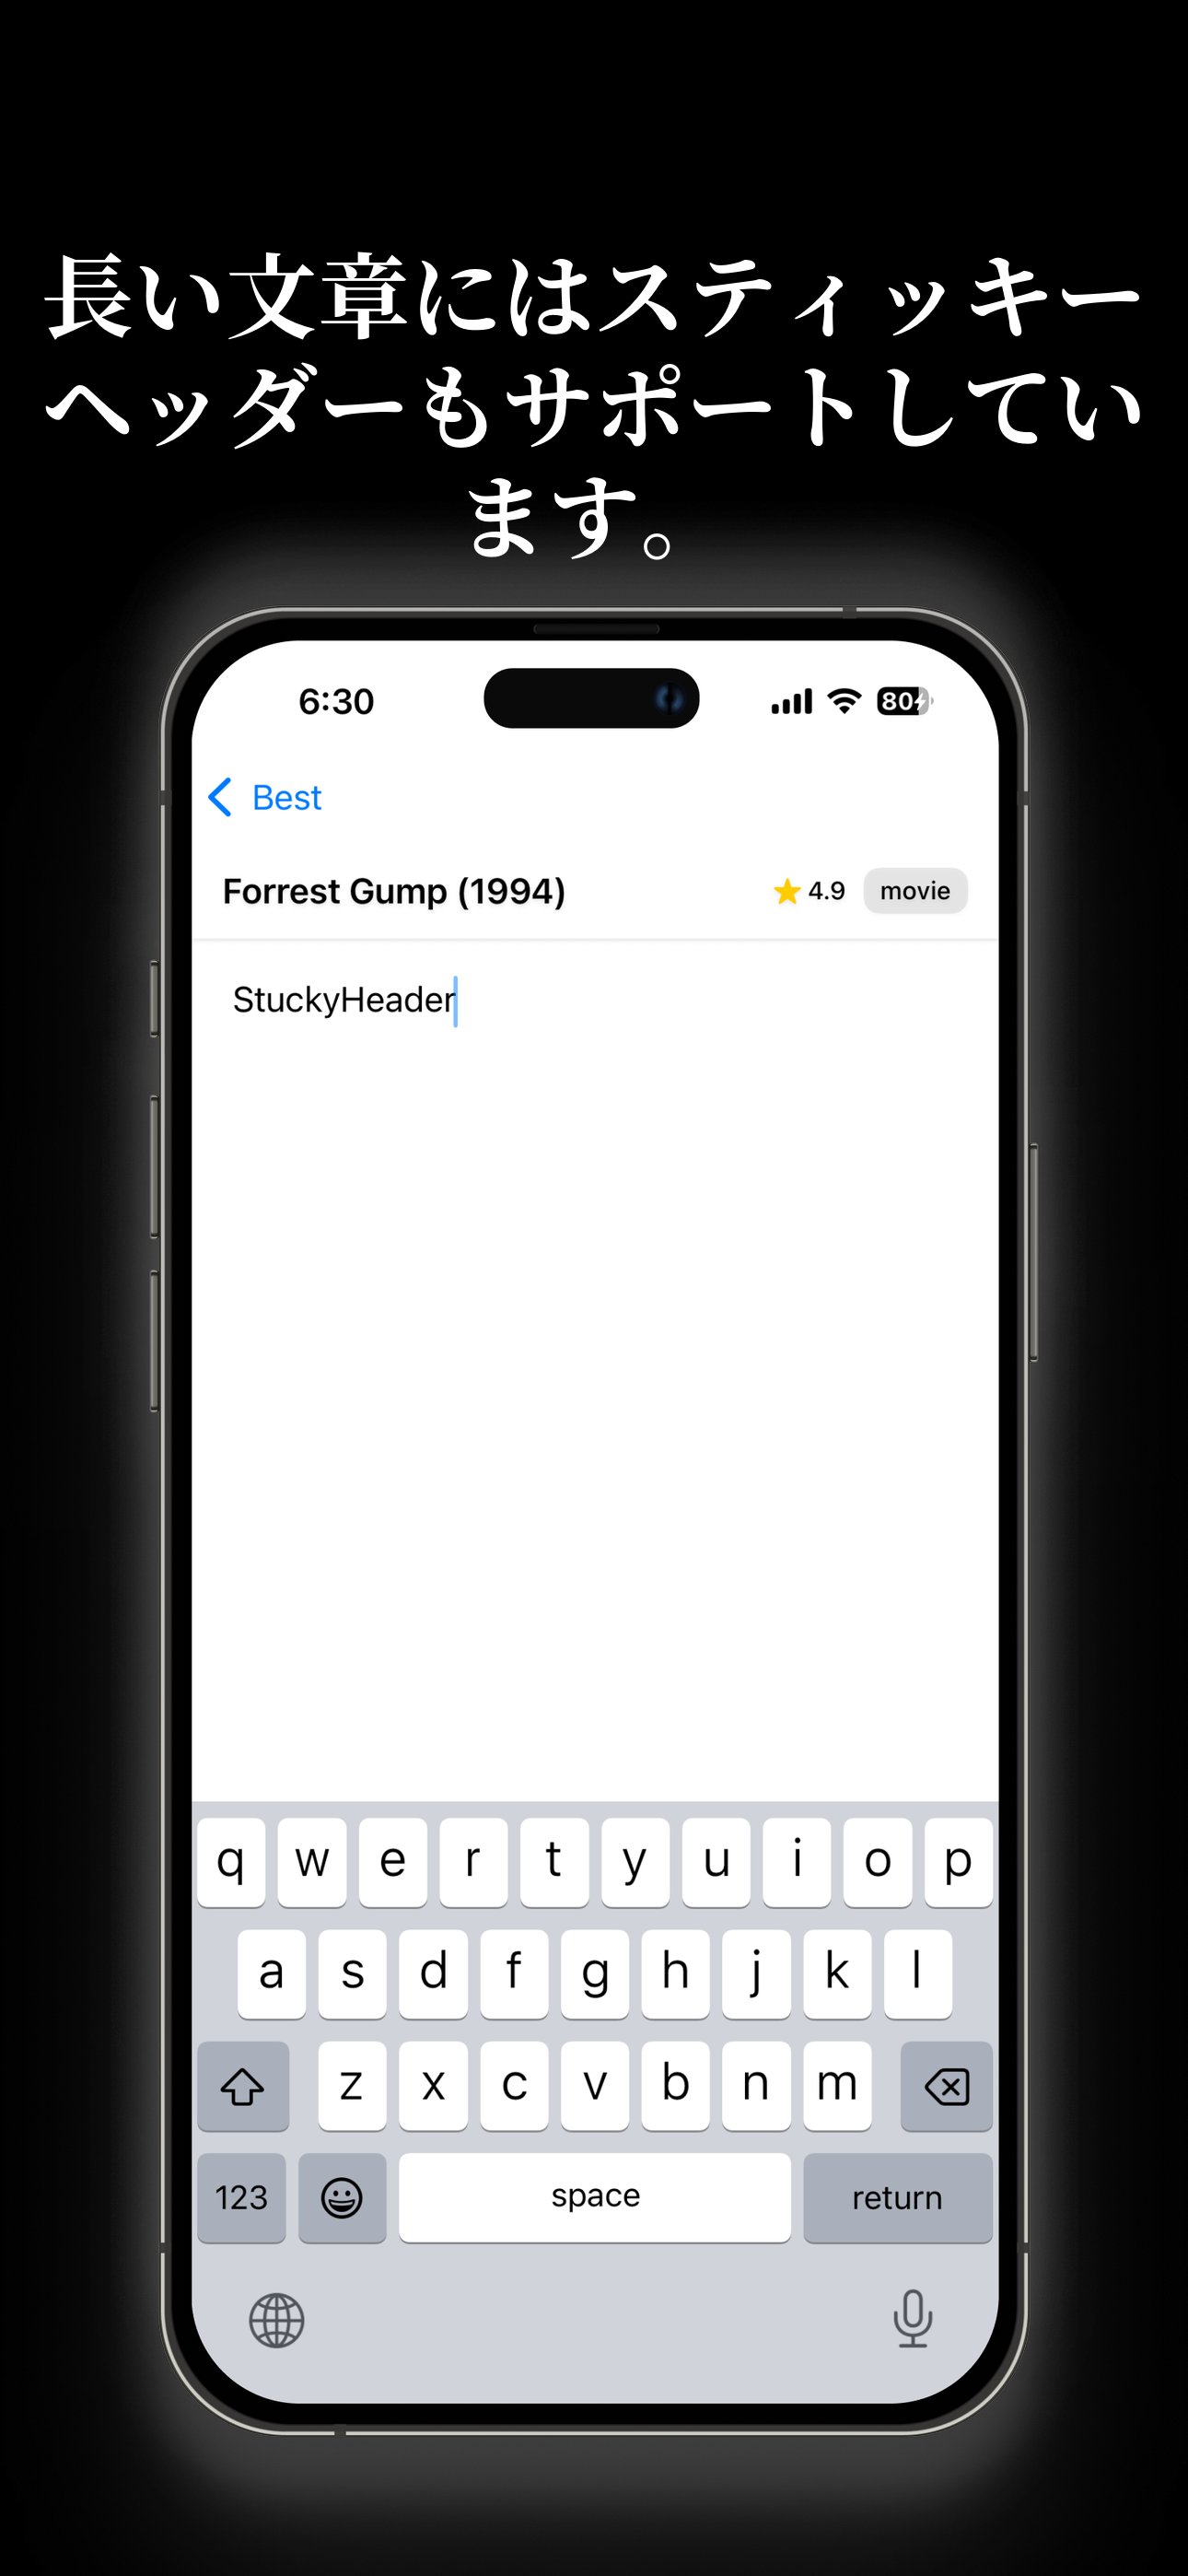 長い文章にはスティッキー
ヘッダーもサポートしてい
ます。
6:30
80
Best
Forrest Gump (1994)
4.9 movie
StuckyHeader
q w e r t y u i o p
a s d f g h j k l
z x c v b n m
123 space return